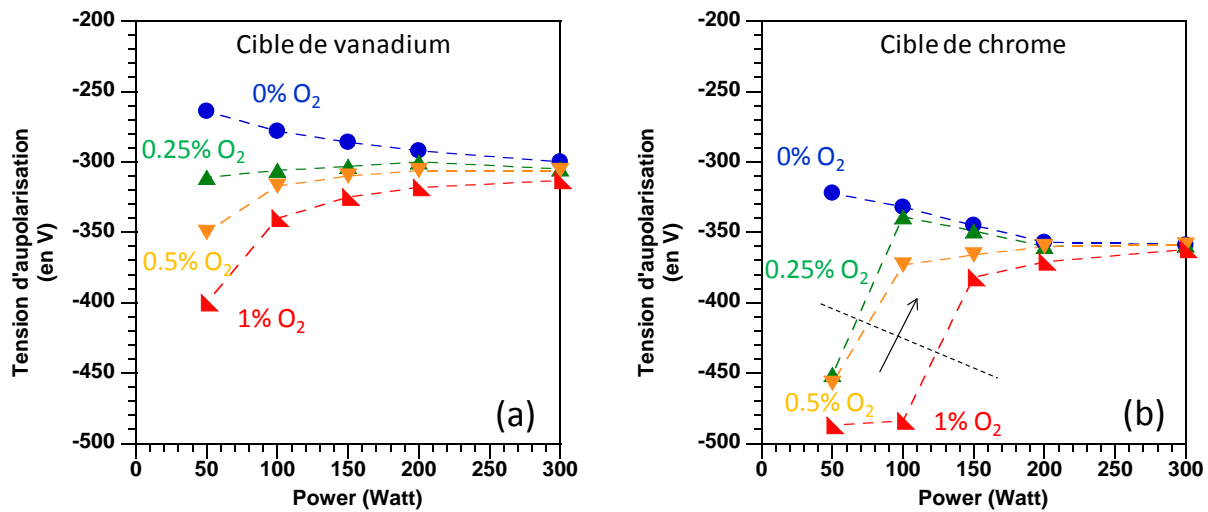 -200
-250
-300
-350
-400
-450
-500
0
50
100
150
200
250
300
Power (Watt)
Tension d'aupolarisation
(en V)
Cible de vanadium
0% O₂
0.25% O₂
0.5% O₂
1% O₂
(a)
-200
-250
-300
-350
-400
-450
-500
0
50
100
150
200
250
300
Power (Watt)
Tension d'aupolarisation
(en V)
Cible de chrome
0% O₂
0.25% O₂
0.5% O₂
1% O₂
(b)